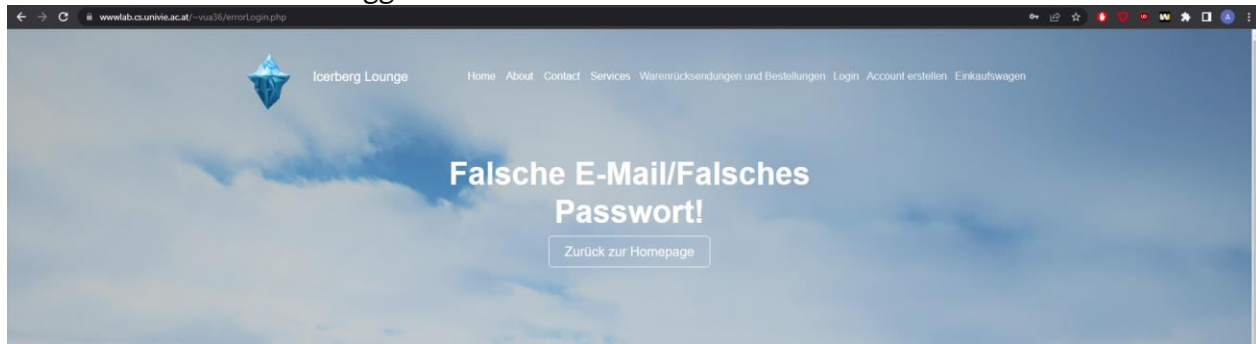 gg
wwwlab.cs.univie.ac.at/~vua36/errorLogin.php
Icerberg Lounge
Home About Contact Services Warenrücksendungen und Bestellungen Login Account erstellen Einkaufswagen
Falsche E-Mail/Falsches
Passwort!
Zurück zur Homepage